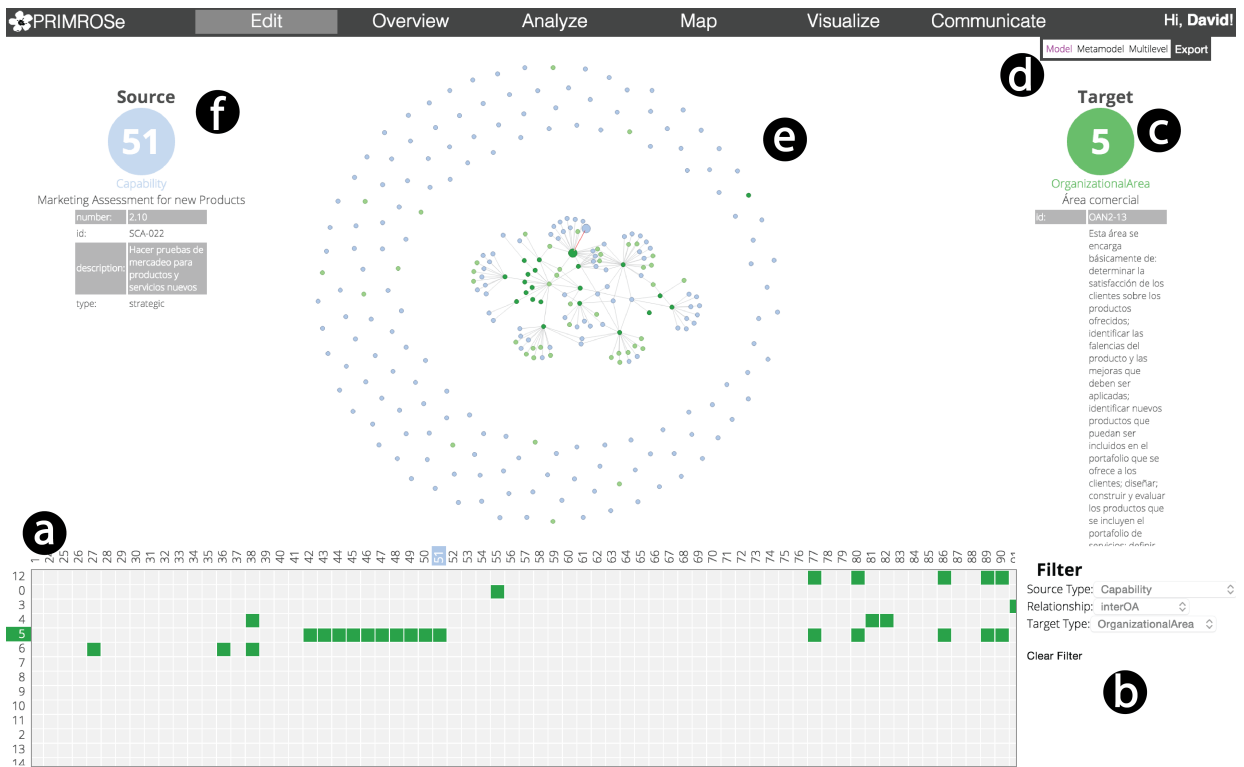 PRIMROSe Edit Overview Analyze Map Visualize Communicate Hi, David!
Model Metamodel Multilevel Export
d
Source
f
51
Capability
Marketing Assessment for new Products
number: 2.10
id: SCA-022
description: Hacer pruebas de
mercadeo para
productos y
servicios nuevos
type: strategic
e
Target
c
5
OrganizationalArea
Área comercial
id: OAN2-13
Esta área se
encarga
básicamente de:
determinar la
satisfacción de los
clientes sobre los
productos
ofrecidos;
identificar las
falencias del
producto y las
mejoras que
deben ser
aplicadas;
identificar nuevos
productos que
puedan ser
incluidos en el
portafolio que se
ofrece a los
clientes; diseñar;
construir y evaluar
los productos que
se incluyen el
portafolio de
servicios; definir
a
1 25 26 27 28 29 30 31 32 33 34 35 36 37 38 39 40 41 42 43 44 45 46 47 48 49 50 51 52 53 54 55 56 57 58 59 60 61 62 63 64 65 66 67 68 69 70 71 72 73 74 75 76 77 78 79 80 81 82 83 84 85 86 87 88 89 90
12
0
3
4
5
6
7
8
9
10
11
2
13
14
Filter
Source Type: Capability
Relationship: interOA
Target Type: OrganizationalArea
Clear Filter
b